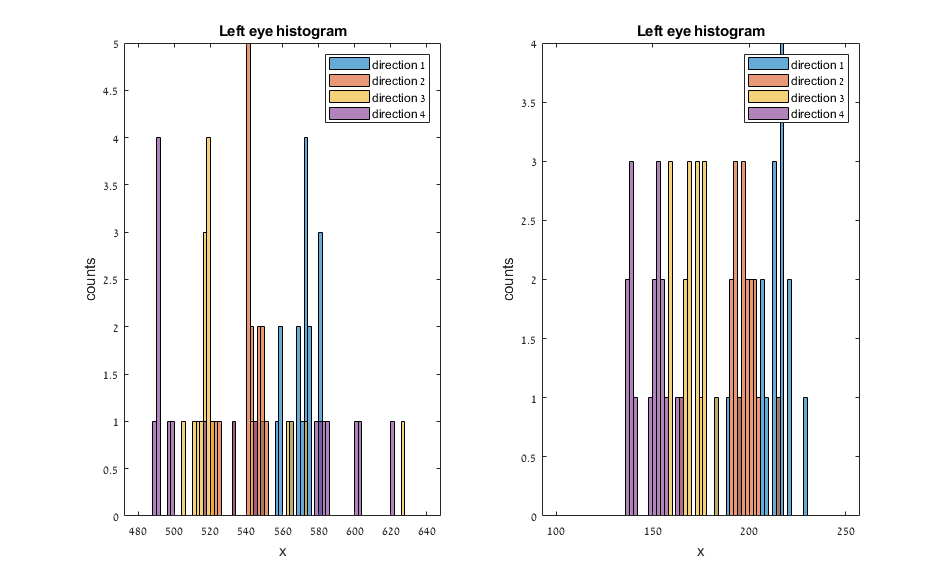 Left eye histogram
5
4.5
4
3.5
3
2.5
2
1.5
1
0.5
0
counts
480 500 520 540 560 580 600 620 640
x
direction 1
direction 2
direction 3
direction 4
Left eye histogram
4
3.5
3
2.5
2
1.5
1
0.5
0
counts
100 150 200 250
x
direction 1
direction 2
direction 3
direction 4